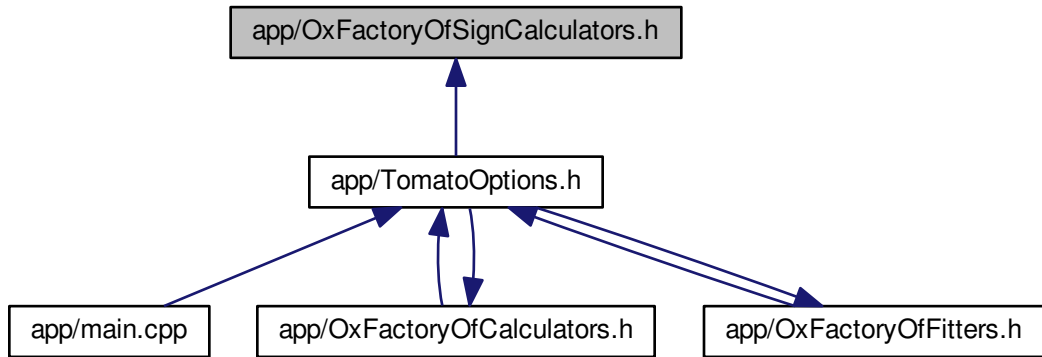 app/OxFactoryOfSignCalculators.h
app/TomatoOptions.h
app/main.cpp
app/OxFactoryOfCalculators.h
app/OxFactoryOfFitters.h